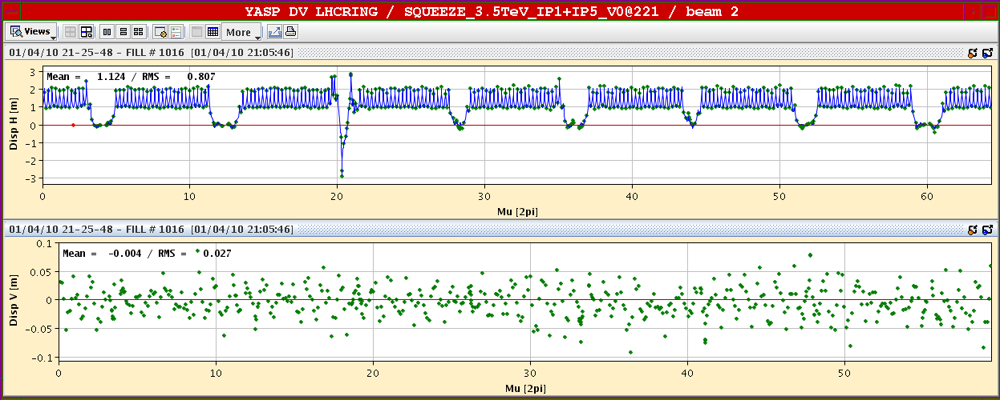 YASP DV LHCRING / SQUEEZE_3.5TeV_IP1+IP5_V0@221 / beam 2
Views More
01/04/10 21-25-48 - FILL # 1016 [01/04/10 21:05:46]
Mean = 1.124 / RMS = 0.807
Disp H [m]
3
2
1
0
-1
-2
-3
0 10 20 30 40 50 60
Mu [2pi]
01/04/10 21-25-48 - FILL # 1016 [01/04/10 21:05:46]
Mean = -0.004 / RMS = 0.027
Disp V [m]
0.1
0.05
0
-0.05
-0.1
0 10 20 30 40 50
Mu [2pi]